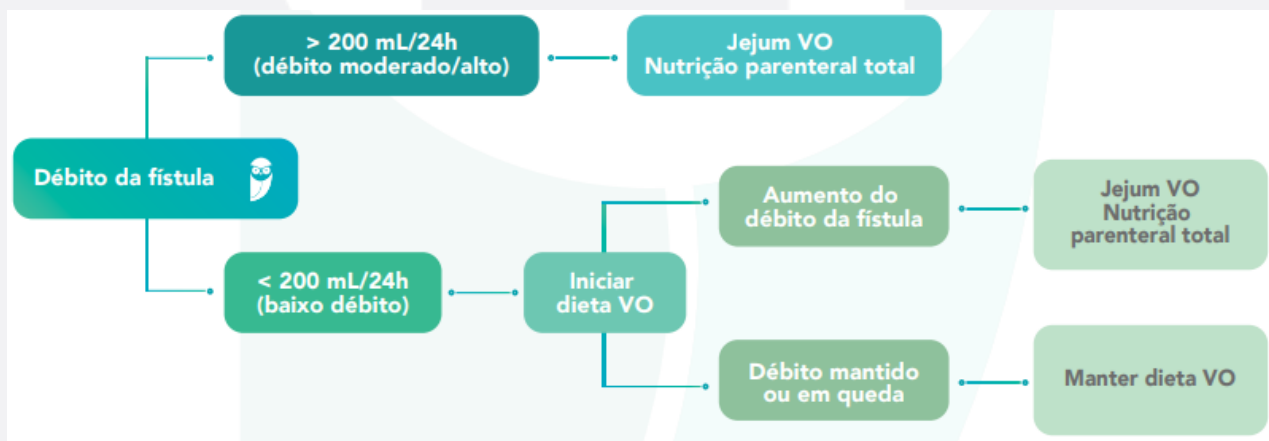 > 200 mL/24h
(débito moderado/alto)
Jejum VO
Nutrição parenteral total
Débito da fístula
Aumento do
débito da fístula
Jejum VO
Nutrição
parenteral total
< 200 mL/24h
(baixo débito)
Iniciar
dieta VO
Débito mantido
ou em queda
Manter dieta VO